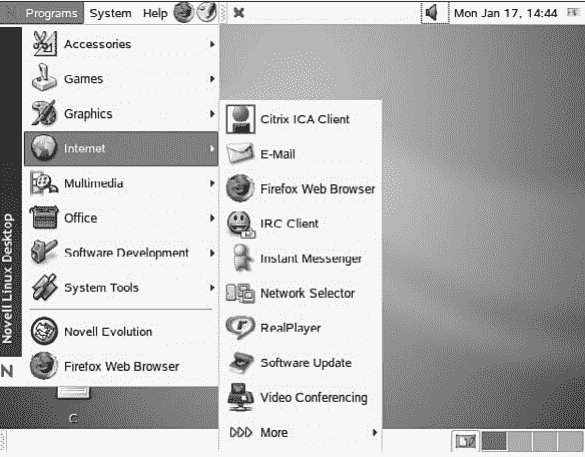 N Programs System Help Mon Jan 17, 14:44
Accessories
Games
Graphics
Internet
Multimedia
Office
Software Development
System Tools
Novell Evolution
Firefox Web Browser
Novell Linux Desktop
N
Citrix ICA Client
E-Mail
Firefox Web Browser
IRC Client
Instant Messenger
Network Selector
RealPlayer
Software Update
Video Conferencing
More
C